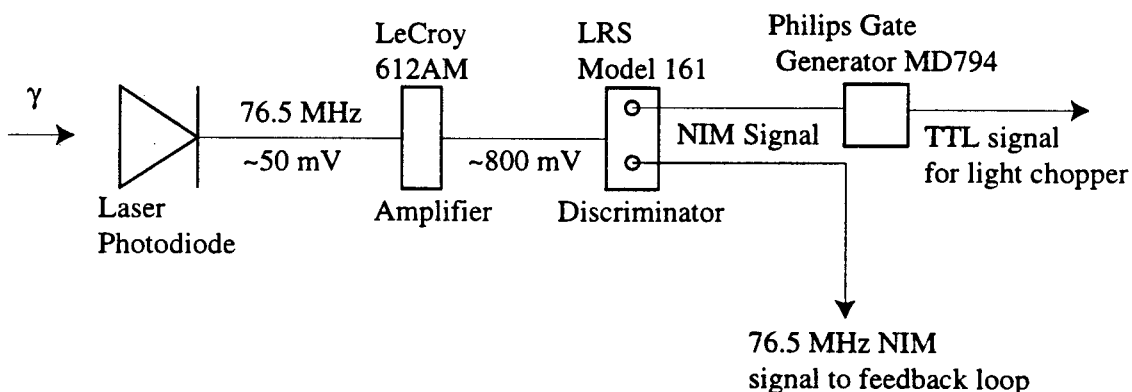 γ
76.5 MHz
~50 mV
Laser
Photodiode
LeCroy
612AM
Amplifier
~800 mV
LRS
Model 161
Discriminator
NIM Signal
Philips Gate
Generator MD794
TTL signal
for light chopper
76.5 MHz NIM
signal to feedback loop